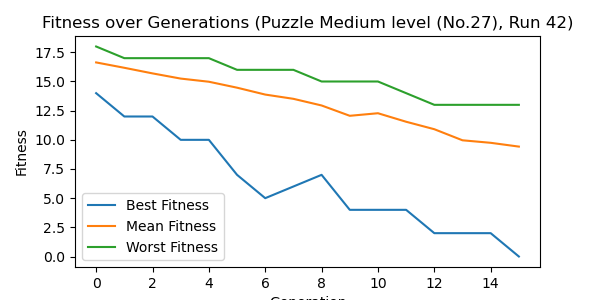 Fitness over Generations (Puzzle Medium level (No.27), Run 42)
17.5
15.0
12.5
10.0
7.5
5.0
2.5
0.0
Fitness
Best Fitness
Mean Fitness
Worst Fitness
0 2 4 6 8 10 12 14
Generation